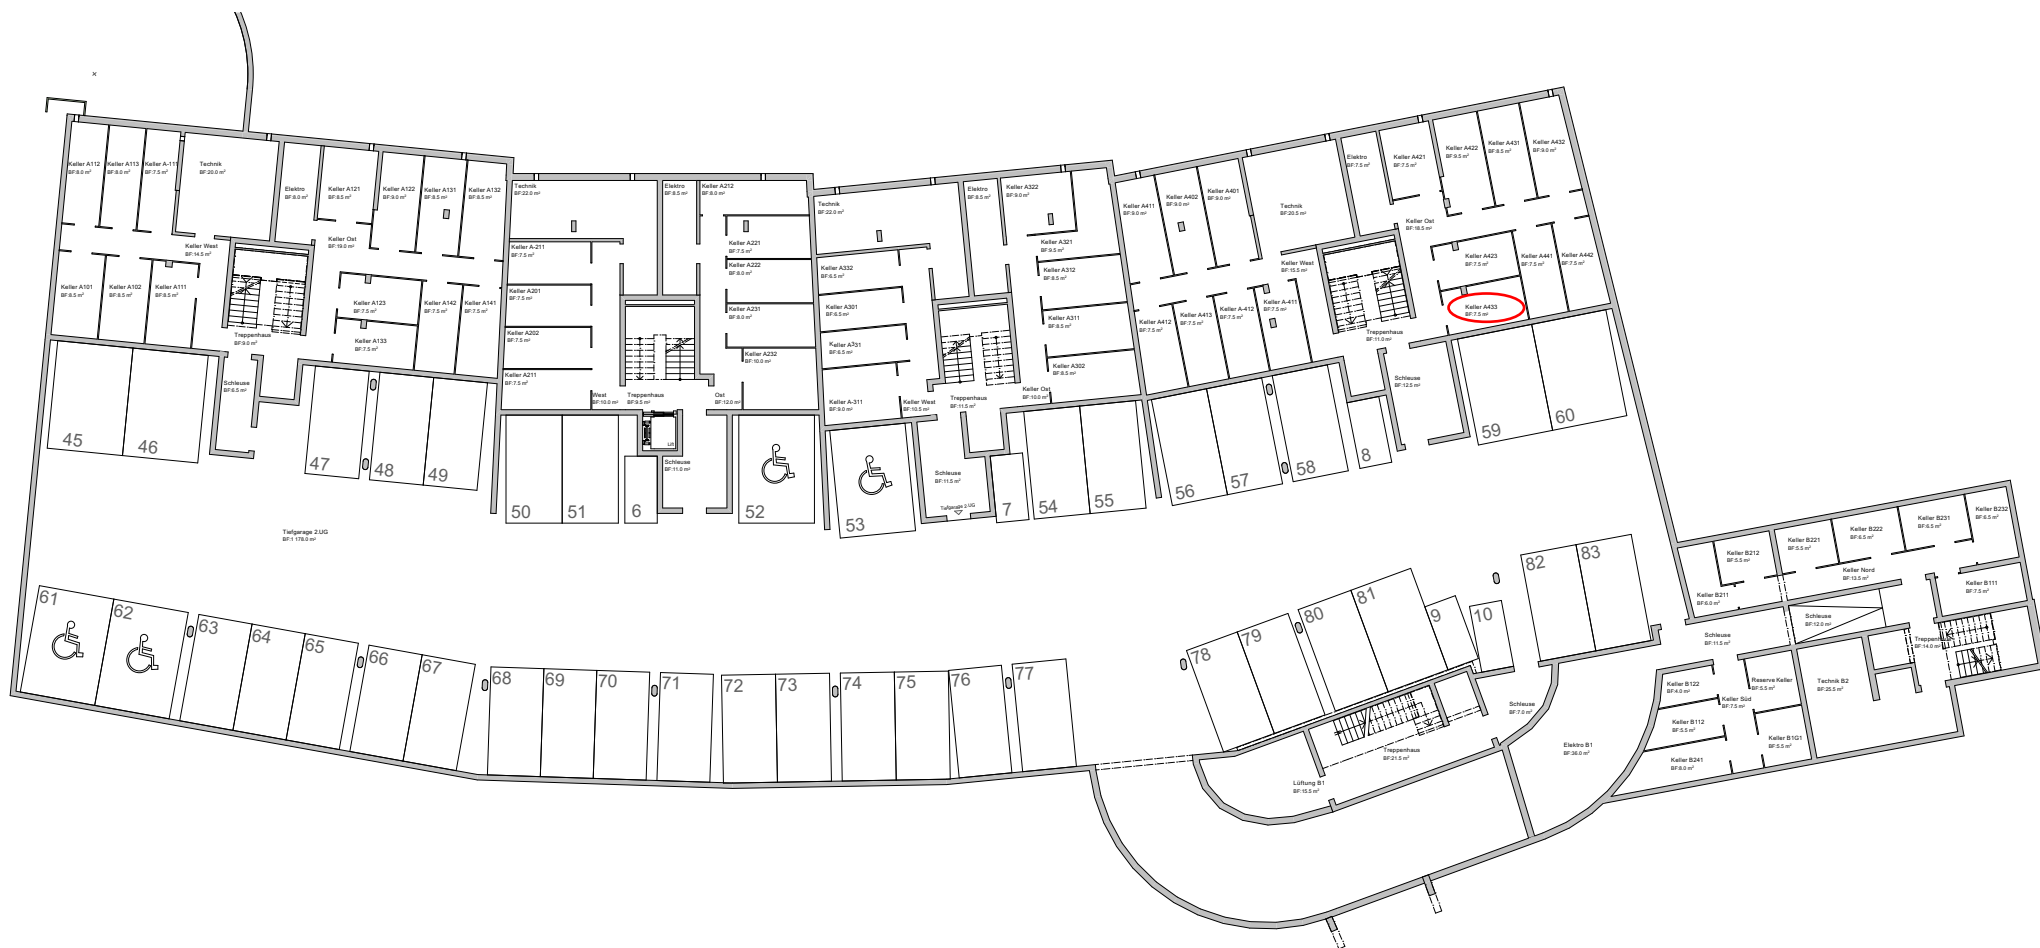 Keller A112
BF:8.0 m²
Keller A113
BF:8.0 m²
Keller A-111
BF:7.5 m²
Technik
BF:20.0 m²
Elektro
BF:8.0 m²
Keller A121
BF:8.5 m²
Keller A122
BF:9.0 m²
Keller A131
BF:8.5 m²
Keller A132
BF:8.5 m²
Keller West
BF:14.5 m²
Keller Ost
BF:19.0 m²
Keller A101
BF:8.5 m²
Keller A102
BF:8.5 m²
Keller A111
BF:8.5 m²
Keller A123
BF:7.5 m²
Keller A133
BF:7.5 m²
Keller A142
BF:7.5 m²
Keller A141
BF:7.5 m²
Treppenhaus
BF:9.0 m²
Schleuse
BF:6.5 m²
45
46
47
48
49
Technik
BF:22.0 m²
Elektro
BF:8.5 m²
Keller A212
BF:8.0 m²
Keller A-211
BF:7.5 m²
Keller A221
BF:7.5 m²
Keller A222
BF:8.0 m²
Keller A201
BF:7.5 m²
Keller A231
BF:8.0 m²
Keller A202
BF:7.5 m²
Keller A232
BF:10.0 m²
Keller A211
BF:7.5 m²
West
BF:10.0 m²
Treppenhaus
BF:9.5 m²
Ost
BF:12.0 m²
Lift
Schleuse
BF:11.0 m²
50
51
6
52
Technik
BF:22.0 m²
Elektro
BF:8.5 m²
Keller A322
BF:9.0 m²
Keller A321
BF:9.5 m²
Keller A332
BF:6.5 m²
Keller A312
BF:8.5 m²
Keller A301
BF:6.5 m²
Keller A311
BF:8.5 m²
BF:6.5 m²
Keller A302
BF:8.5 m²
Keller A-311
BF:9.0 m²
Keller West
BF:10.5 m²
Treppenhaus
BF:11.5 m²
Keller Ost
BF:10.0 m²
Schleuse
BF:11.5 m²
Tiefgarage 2.UG
53
7
54
55
Keller A411
BF:9.0 m²
Keller A402
BF:9.0 m²
Keller A401
BF:9.0 m²
Technik
BF:20.5 m²
Elektro
BF:7.5 m²
Keller A421
BF:7.5 m²
Keller A422
BF:9.5 m²
Keller A431
BF:8.5 m²
Keller A432
BF:9.0 m²
Keller West
BF:15.5 m²
Keller Ost
BF:18.5 m²
Keller A423
BF:7.5 m²
Keller A441
BF:7.5 m²
Keller A442
BF:7.5 m²
Keller A433
BF:7.5 m²
Keller A412
BF:7.5 m²
Keller A413
BF:7.5 m²
Keller A-412
BF:7.5 m²
Keller A-411
BF:7.5 m²
Treppenhaus
BF:11.0 m²
Schleuse
BF:12.5 m²
56
57
58
8
59
60
Tiefgarage 2.UG
BF:1 178.0 m²
61
62
63
64
65
66
67
68
69
70
71
72
73
74
75
76
77
78
79
80
81
9
10
82
83
Keller B212
BF:5.5 m²
Keller B221
BF:5.5 m²
Keller B222
BF:6.5 m²
Keller B231
BF:6.5 m²
Keller B232
BF:6.5 m²
Keller B211
BF:6.0 m²
Keller Nord
BF:13.5 m²
Keller B111
BF:7.5 m²
Schleuse
BF:12.0 m²
Schleuse
BF:11.5 m²
BF:14.0 m²
Keller B122
BF:4.0 m²
Reserve Keller
BF:5.5 m²
Technik B2
BF:25.5 m²
Keller Süd
BF:7.5 m²
Keller B112
BF:5.5 m²
Keller B1G1
BF:5.5 m²
Keller B241
BF:8.0 m²
Schleuse
BF:7.0 m²
Elektro B1
BF:36.0 m²
Treppenhaus
BF:21.5 m²
Lüftung B1
BF:15.5 m²